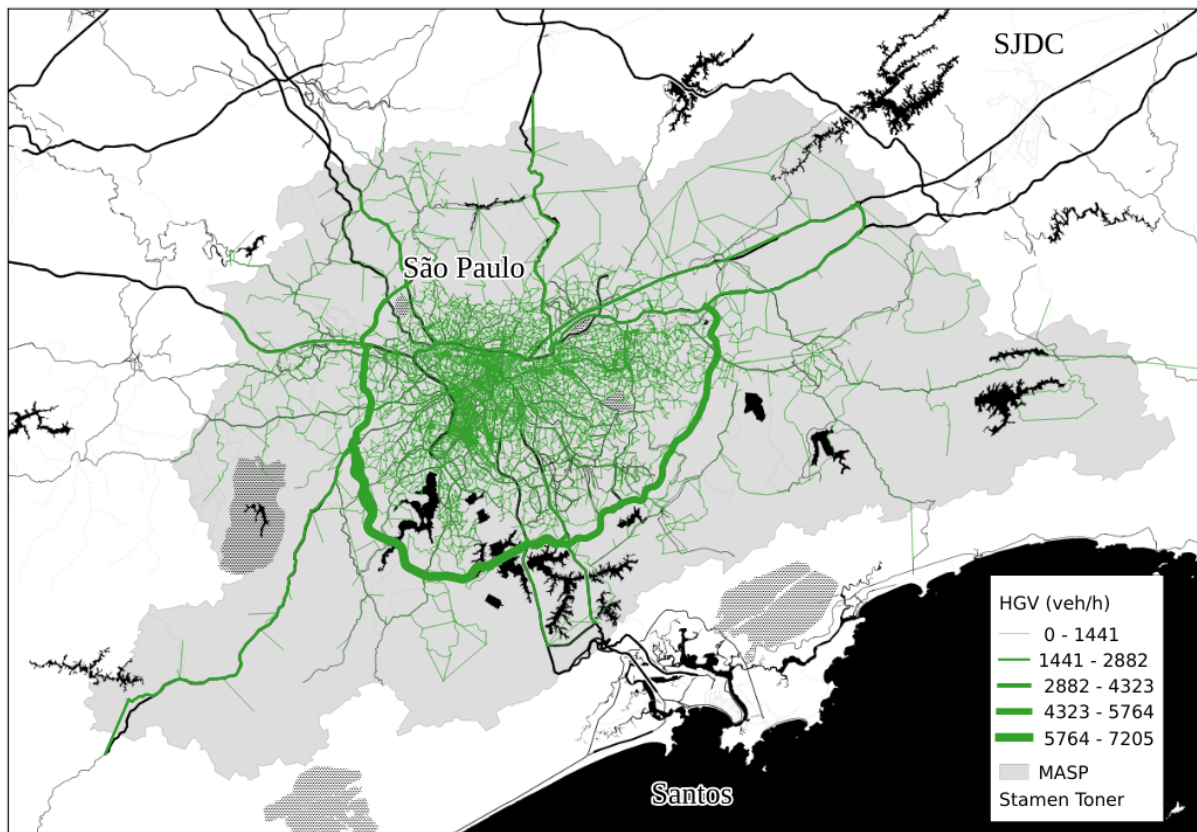 SJDC
São Paulo
HGV (veh/h)
0 - 1441
1441 - 2882
2882 - 4323
4323 - 5764
5764 - 7205
MASP
Stamen Toner
Santos